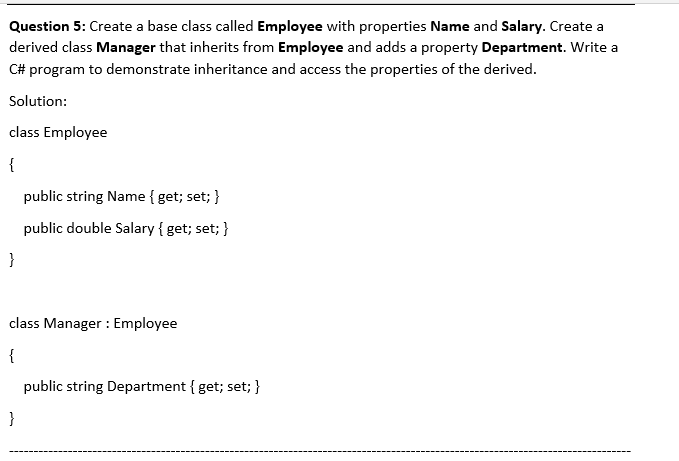 Question 5: Create a base class called Employee with properties Name and Salary. Create a
derived class Manager that inherits from Employee and adds a property Department. Write a
C# program to demonstrate inheritance and access the properties of the derived.
Solution:
class Employee
{
public string Name { get; set; }
public double Salary { get; set; }
}
class Manager : Employee
{
public string Department { get; set; }
}